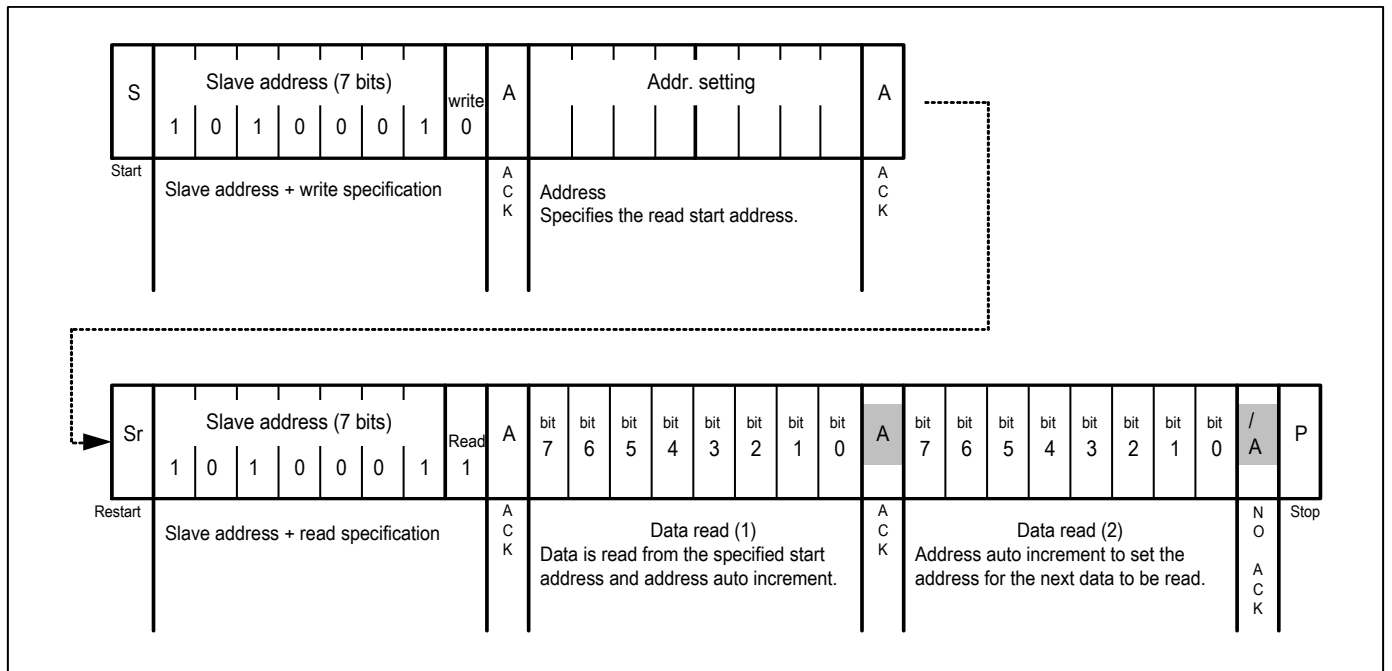 S
Slave address (7 bits)
1 0 1 0 0 0 1
write
0
A
Addr. setting
A
Start
Slave address + write specification
A
C
K
Address
Specifies the read start address.
A
C
K
Sr
Slave address (7 bits)
1 0 1 0 0 0 1
Read
1
A
bit bit bit bit bit bit bit bit
7 6 5 4 3 2 1 0
A
bit bit bit bit bit bit bit bit
7 6 5 4 3 2 1 0
/
A
P
Restart
Slave address + read specification
A
C
K
Data read (1)
Data is read from the specified start
address and address auto increment.
A
C
K
Data read (2)
Address auto increment to set the
address for the next data to be read.
N
O
A
C
K
Stop